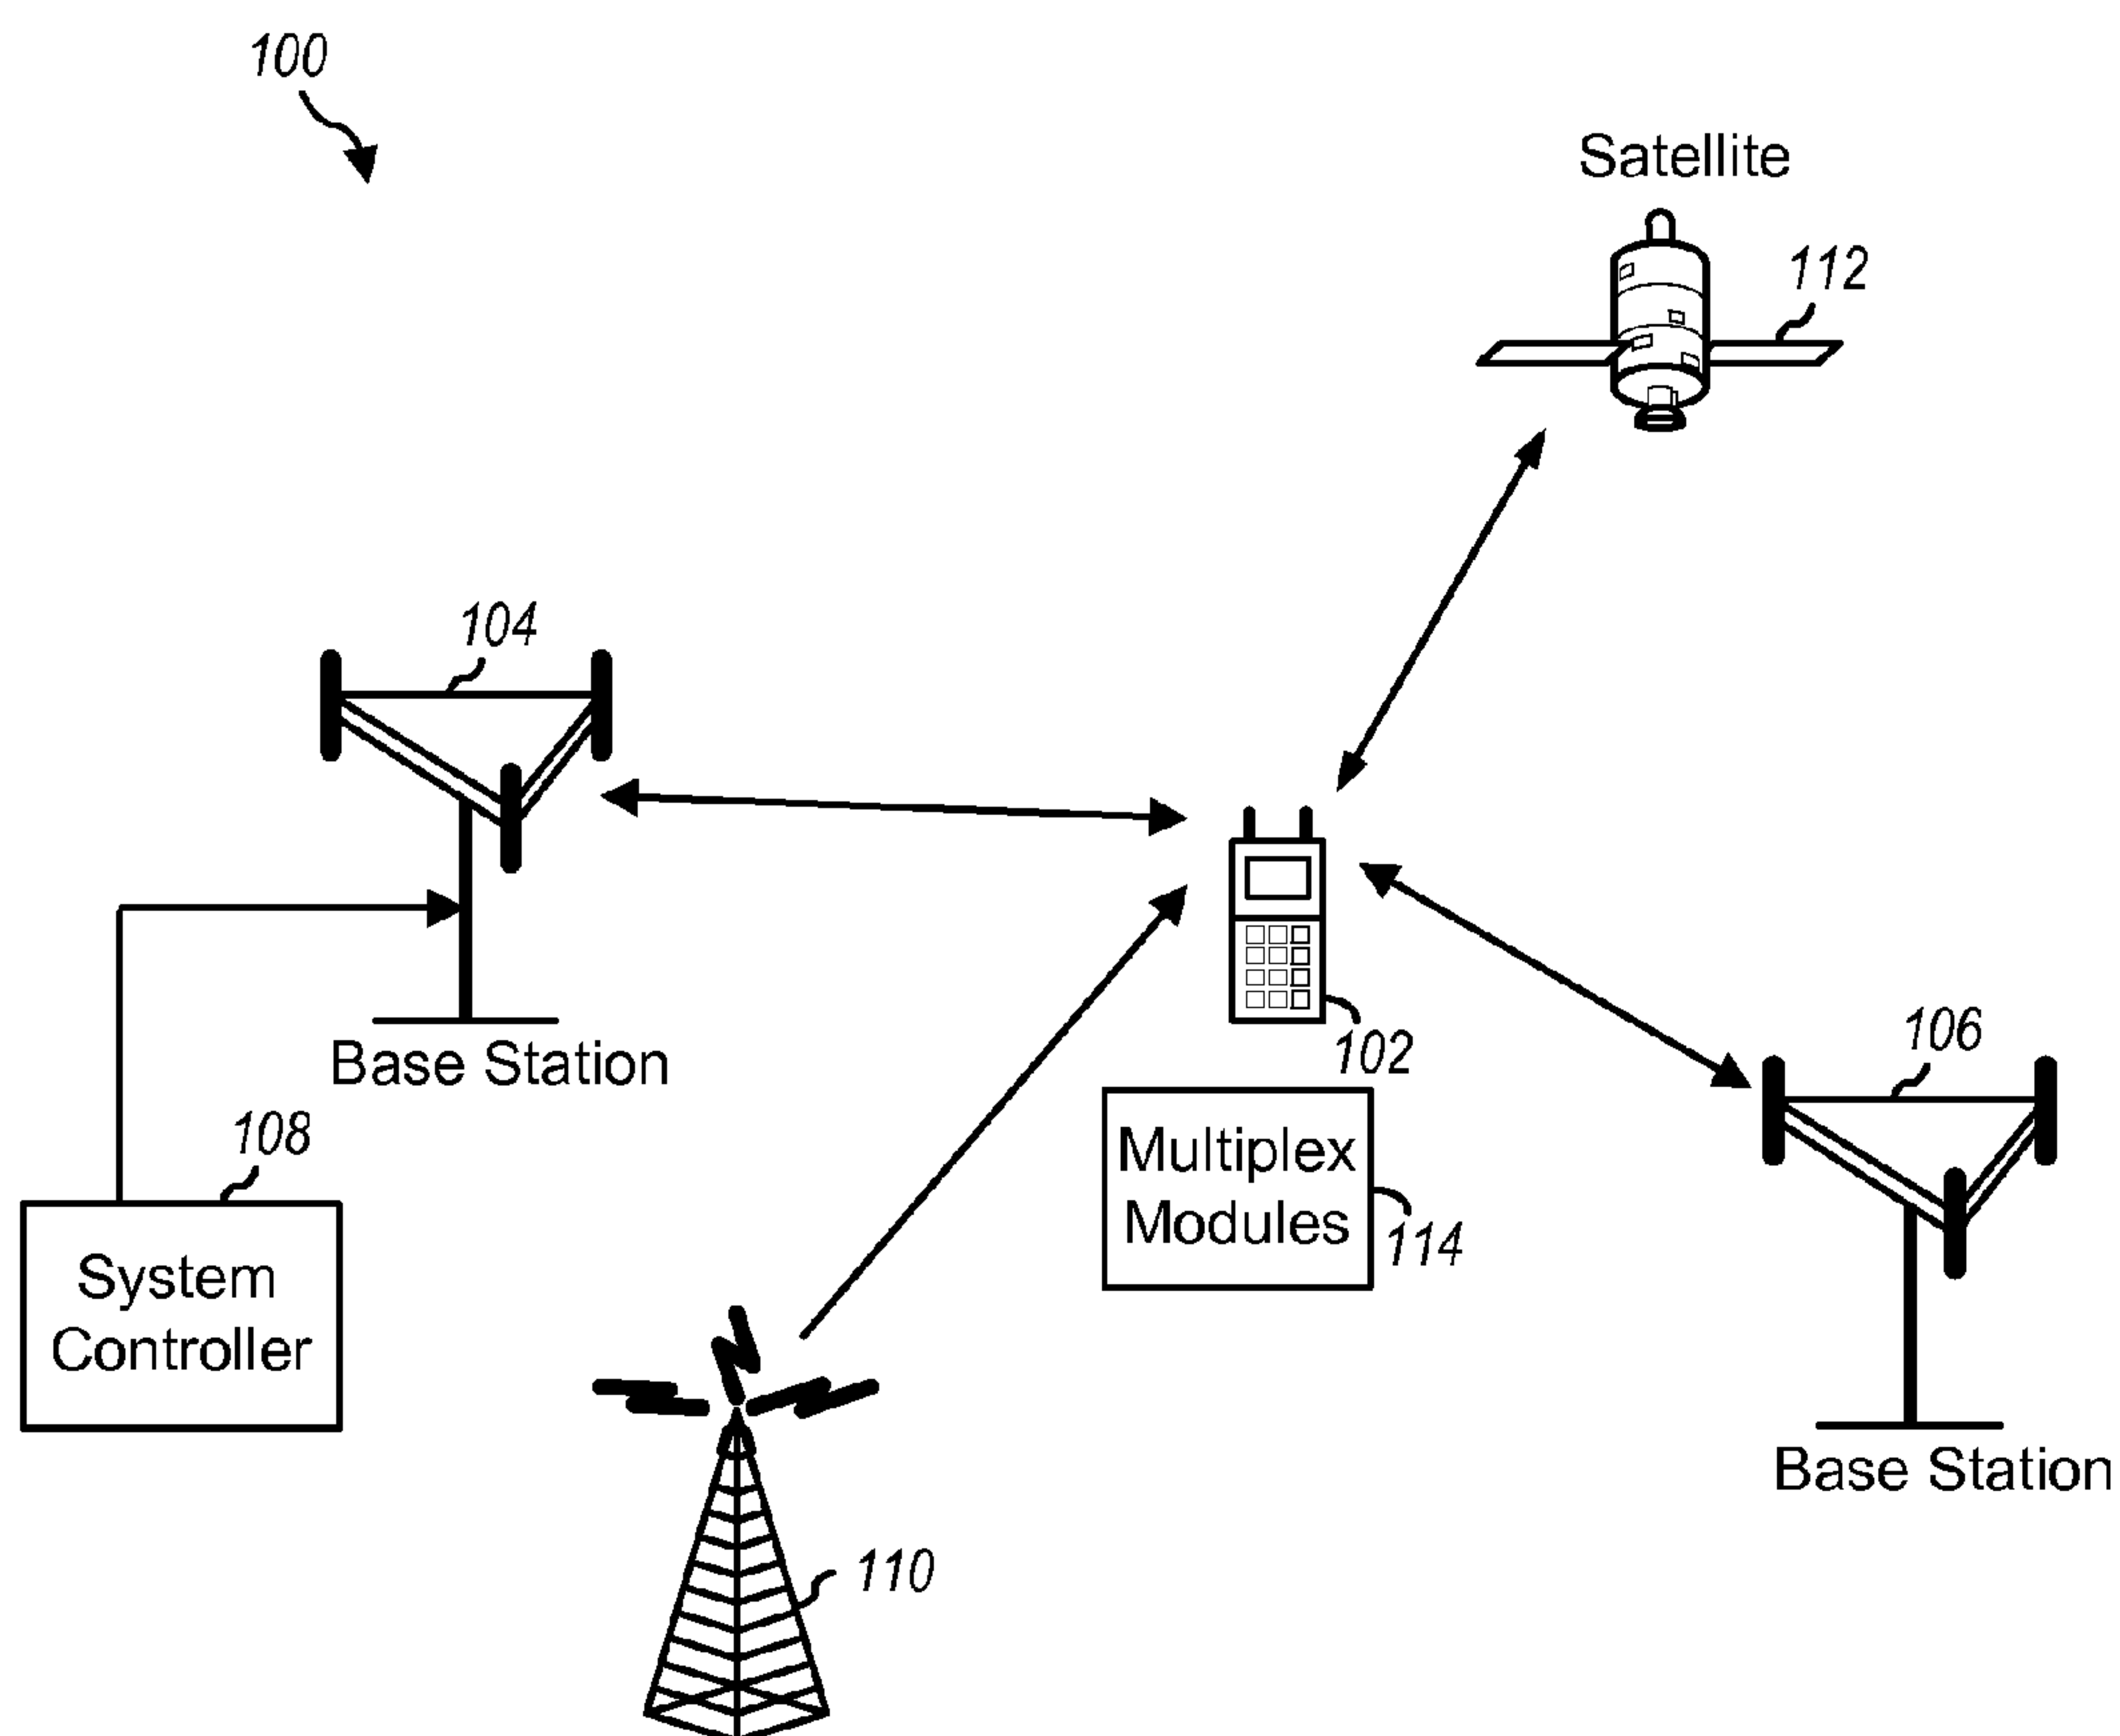 100
Satellite
112
104
Base Station
102
106
108
Multiplex
Modules
114
System
Controller
Base Station
110